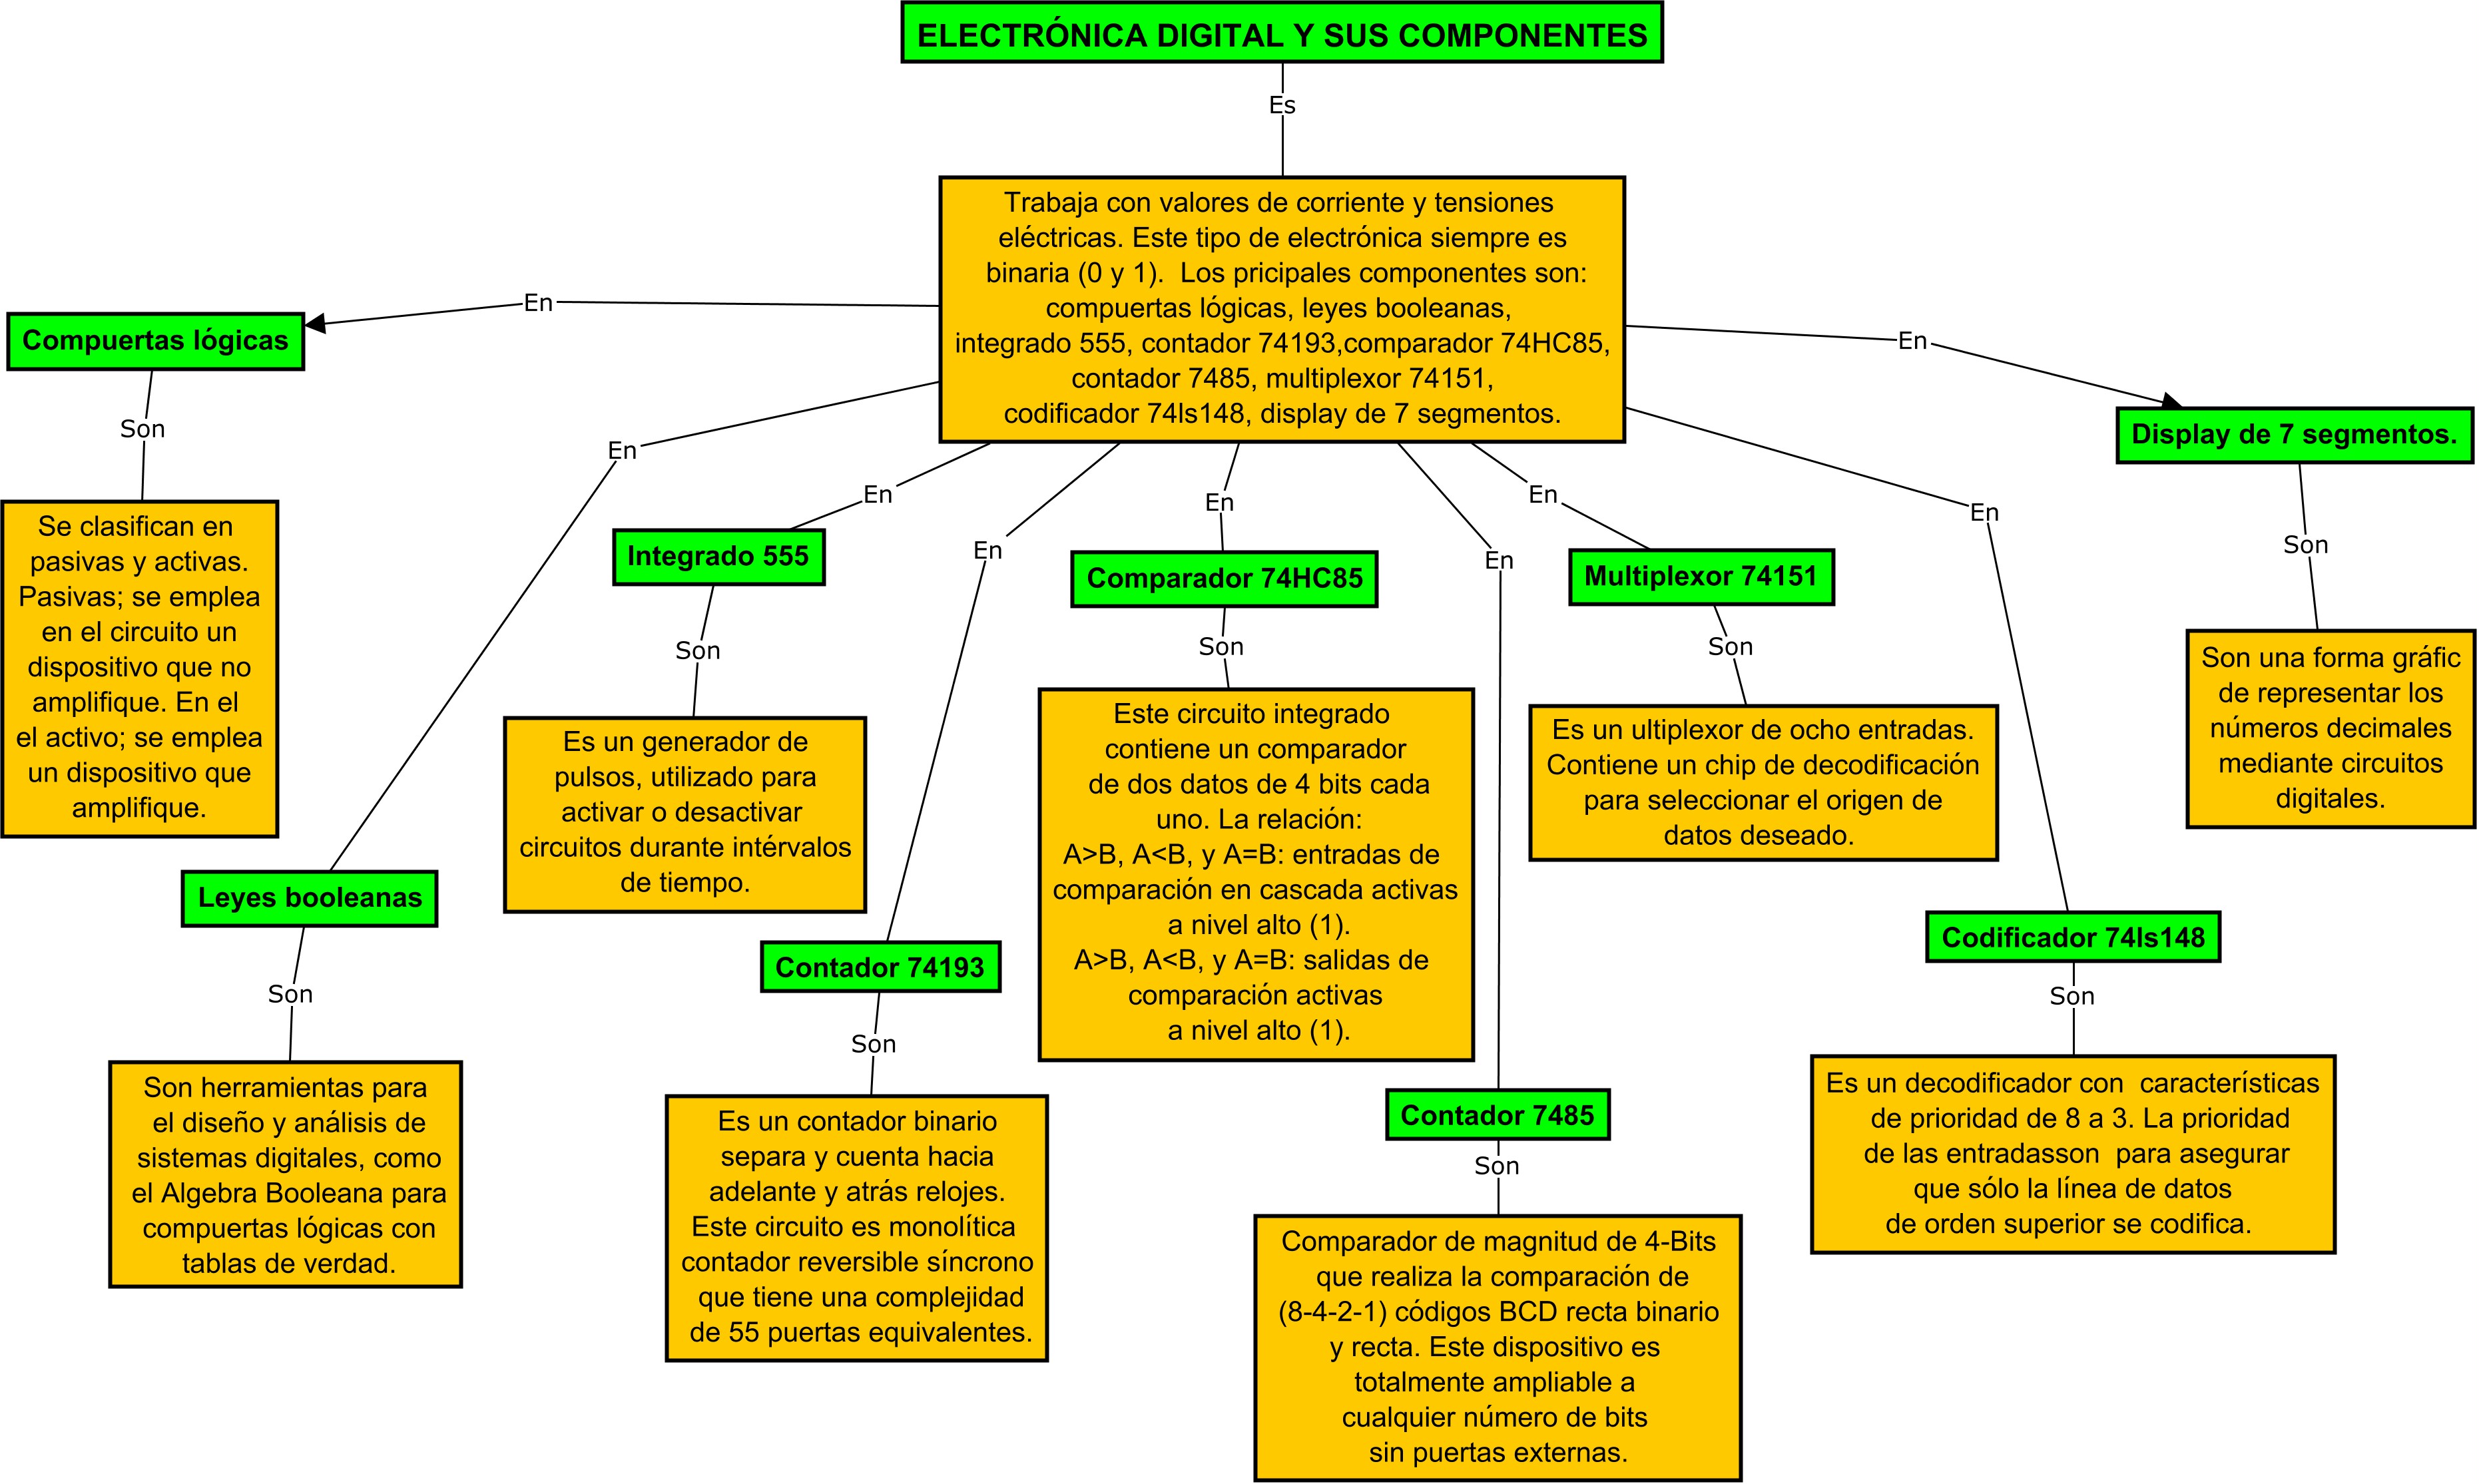 ELECTRÓNICA DIGITAL Y SUS COMPONENTES
Es
Trabaja con valores de corriente y tensiones
eléctricas. Este tipo de electrónica siempre es
binaria (0 y 1).  Los pricipales componentes son:
compuertas lógicas, leyes booleanas,
integrado 555, contador 74193,comparador 74HC85,
contador 7485, multiplexor 74151,
codificador 74ls148, display de 7 segmentos.
En
Compuertas lógicas
Son
Se clasifican en
pasivas y activas.
Pasivas; se emplea
en el circuito un
dispositivo que no
amplifique. En el
el activo; se emplea
un dispositivo que
amplifique.
En
Leyes booleanas
Son
Son herramientas para
el diseño y análisis de
sistemas digitales, como
el Algebra Booleana para
compuertas lógicas con
tablas de verdad.
En
Integrado 555
Son
Es un generador de
pulsos, utilizado para
activar o desactivar
circuitos durante intérvalos
de tiempo.
En
Contador 74193
Son
Es un contador binario
separa y cuenta hacia
adelante y atrás relojes.
Este circuito es monolítica
contador reversible síncrono
que tiene una complejidad
de 55 puertas equivalentes.
En
Comparador 74HC85
Son
Este circuito integrado
contiene un comparador
de dos datos de 4 bits cada
uno. La relación:
A>B, A<B, y A=B: entradas de
comparación en cascada activas
a nivel alto (1).
A>B, A<B, y A=B: salidas de
comparación activas
a nivel alto (1).
En
Contador 7485
Son
Comparador de magnitud de 4-Bits
que realiza la comparación de
(8-4-2-1) códigos BCD recta binario
y recta. Este dispositivo es
totalmente ampliable a
cualquier número de bits
sin puertas externas.
En
Multiplexor 74151
Son
Es un ultiplexor de ocho entradas.
Contiene un chip de decodificación
para seleccionar el origen de
datos deseado.
En
Codificador 74ls148
Son
Es un decodificador con  características
de prioridad de 8 a 3. La prioridad
de las entradasson  para asegurar
que sólo la línea de datos
de orden superior se codifica.
En
Display de 7 segmentos.
Son
Son una forma gráfic
de representar los
números decimales
mediante circuitos
digitales.